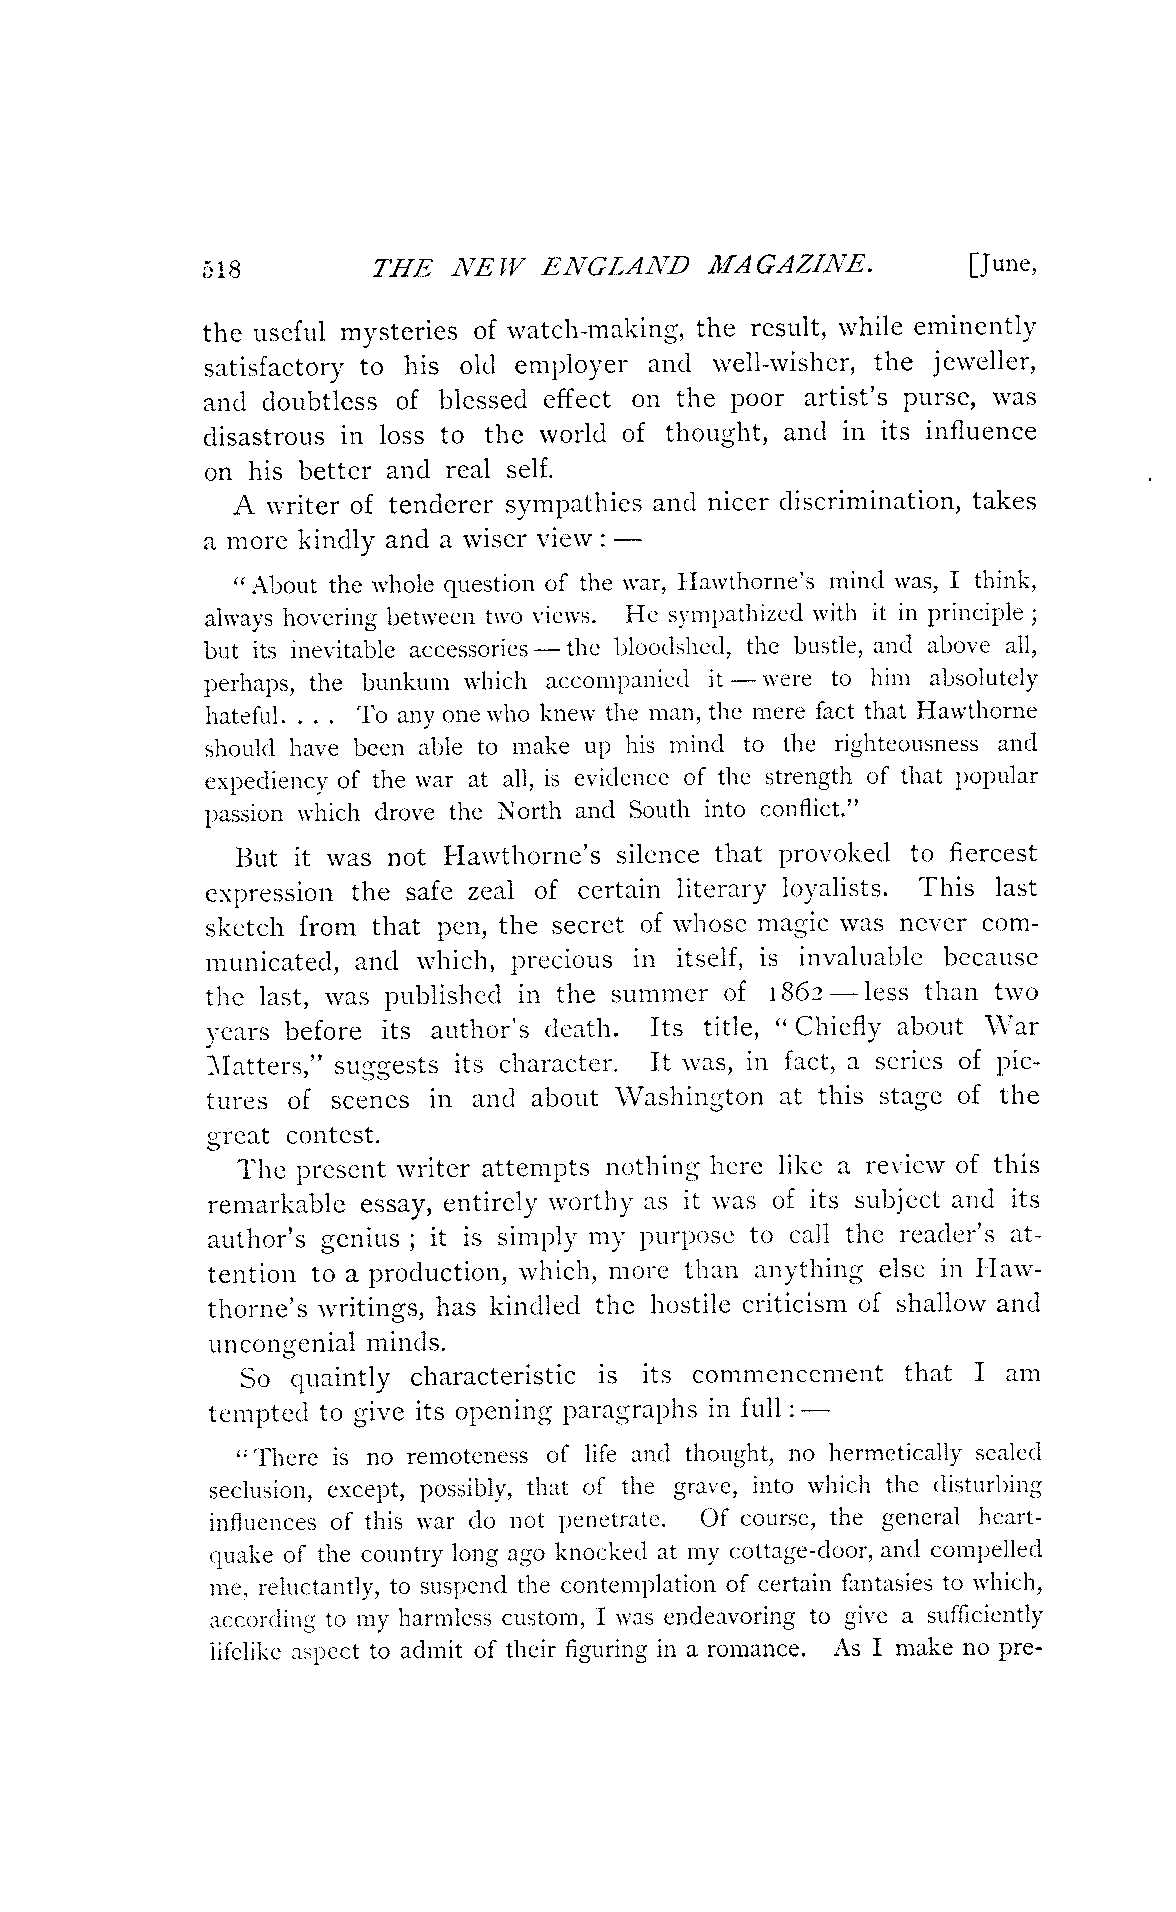 518 THE NEW ENGLAND MAGAZINE. [June,
the useful mysteries of watch-making, the result, while eminently
satisfactory to his old employer and well-wisher, the jeweller,
and doubtless of blessed effect on the poor artist's purse, was
disastrous in loss to the world of thought, and in its influence
on his better and real self.
A writer of tenderer sympathies and nicer discrimination, takes
a more kindly and a wiser view : —
“About the whole question of the war, Hawthorne's mind was, I think,
always hovering between two views. He sympathized with it in principle ;
but its inevitable accessories — the bloodshed, the bustle, and above all,
perhaps, the bunkum which accompanied it — were to him absolutely
hateful. . . . To any one who knew the man, the mere fact that Hawthorne
should have been able to make up his mind to the righteousness and
expediency of the war at all, is evidence of the strength of that popular
passion which drove the North and South into conflict.”
But it was not Hawthorne's silence that provoked to fiercest
expression the safe zeal of certain literary loyalists. This last
sketch from that pen, the secret of whose magic was never com-
municated, and which, precious in itself, is invaluable because
the last, was published in the summer of 1862 — less than two
years before its author's death. Its title, “Chiefly about War
Matters,” suggests its character. It was, in fact, a series of pic-
tures of scenes in and about Washington at this stage of the
great contest.
The present writer attempts nothing here like a review of this
remarkable essay, entirely worthy as it was of its subject and its
author's genius ; it is simply my purpose to call the reader's at-
tention to a production, which, more than anything else in Haw-
thorne's writings, has kindled the hostile criticism of shallow and
uncongenial minds.
So quaintly characteristic is its commencement that I am
tempted to give its opening paragraphs in full : —
“There is no remoteness of life and thought, no hermetically sealed
seclusion, except, possibly, that of the grave, into which the disturbing
influences of this war do not penetrate. Of course, the general heart-
quake of the country long ago knocked at my cottage-door, and compelled
me, reluctantly, to suspend the contemplation of certain fantasies to which,
according to my harmless custom, I was endeavoring to give a sufficiently
lifelike aspect to admit of their figuring in a romance. As I make no pre-